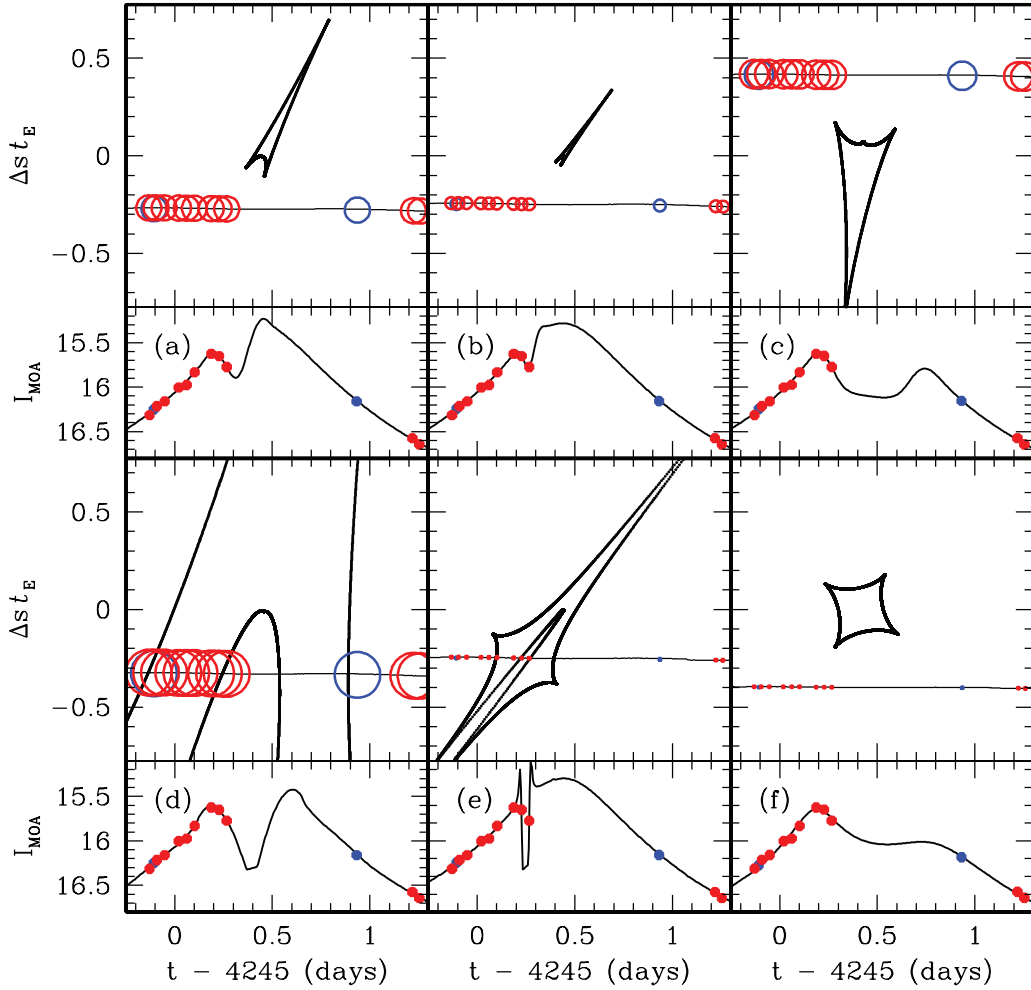 0.5
0
−0.5
Δs t_E
(a)
(b)
(c)
15.5
16
16.5
I_MOA
0.5
0
−0.5
Δs t_E
(d)
(e)
(f)
15.5
16
16.5
I_MOA
0 0.5 1 0 0.5 1 0 0.5 1
t − 4245 (days) t − 4245 (days) t − 4245 (days)